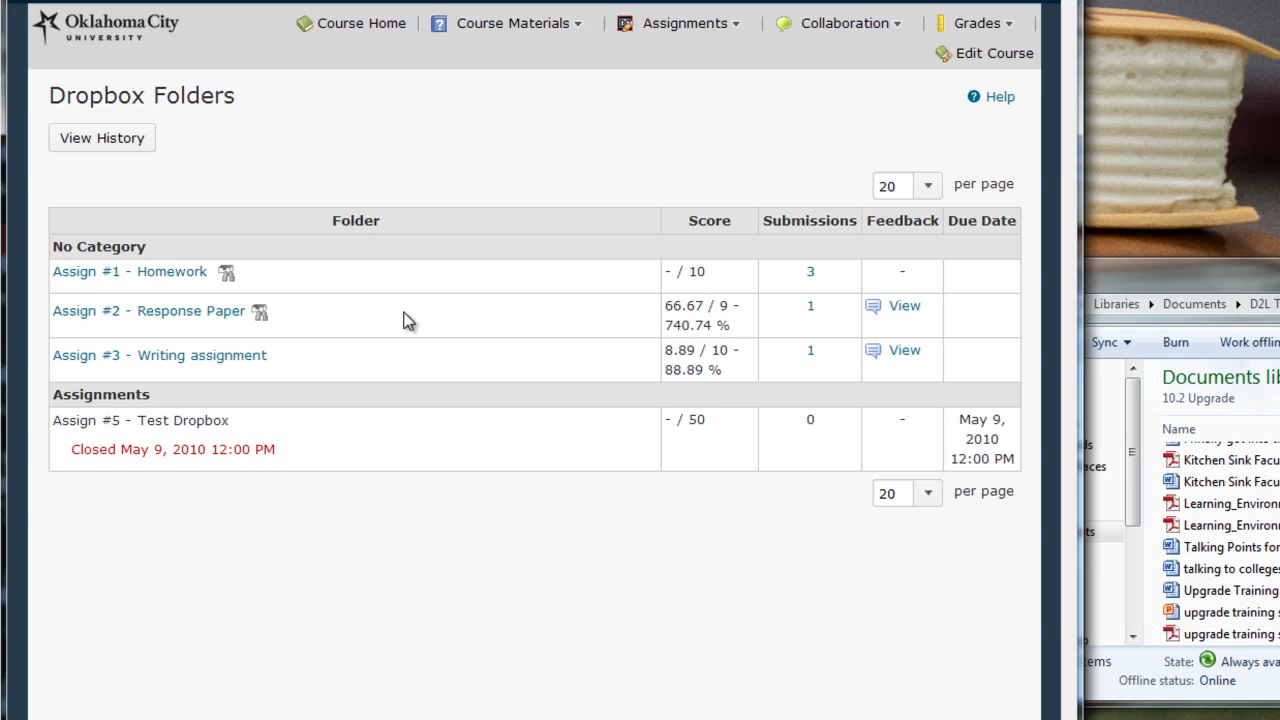 Oklahoma City
UNIVERSITY
Course Home
Course Materials
Assignments
Collaboration
Grades
Edit Course
Dropbox Folders
Help
View History
20 per page
Folder Score Submissions Feedback Due Date
No Category
Assign #1 - Homework - / 10 3 -
Assign #2 - Response Paper 66.67 / 9 - 1 View
740.74 %
Assign #3 - Writing assignment 8.89 / 10 - 1 View
88.89 %
Assignments
Assign #5 - Test Dropbox - / 50 0 - May 9,
2010
12:00 PM
Closed May 9, 2010 12:00 PM
20 per page
Libraries Documents D2L T
Sync Burn Work offlin
Documents lib
10.2 Upgrade
Name
Kitchen Sink Facu
Kitchen Sink Facu
Learning_Environ
Learning_Environ
Talking Points for
talking to colleges
Upgrade Training
upgrade training s
upgrade training s
State: Always ava
Offline status: Online